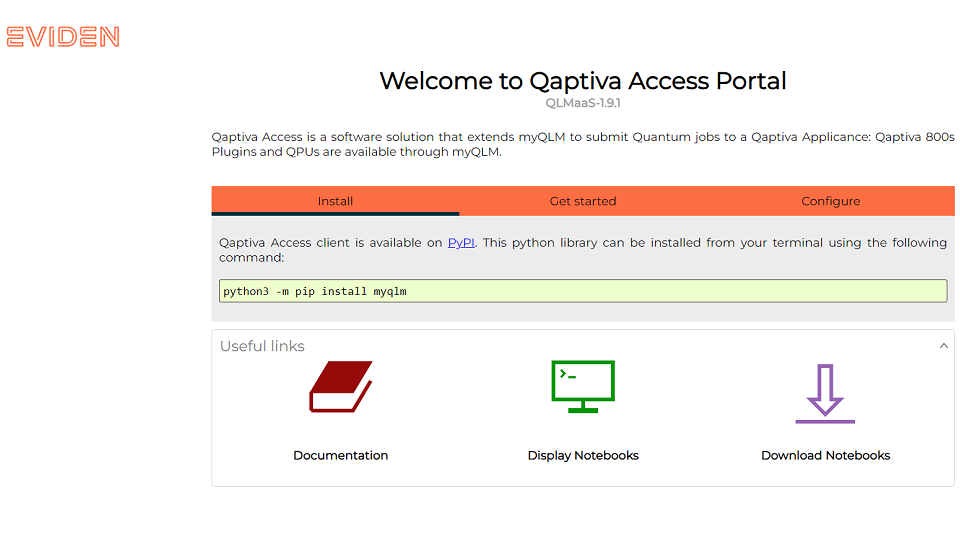 EVIDEN
Welcome to Qaptiva Access Portal
QLMaaS-1.9.1
Qaptiva Access is a software solution that extends myQLM to submit Quantum jobs to a Qaptiva Applicance: Qaptiva 800s
Plugins and QPUs are available through myQLM.
Install
Get started
Configure
Qaptiva Access client is available on PyPI. This python library can be installed from your terminal using the following
command:
python3 -m pip install myqlm
Useful links
Documentation
Display Notebooks
Download Notebooks